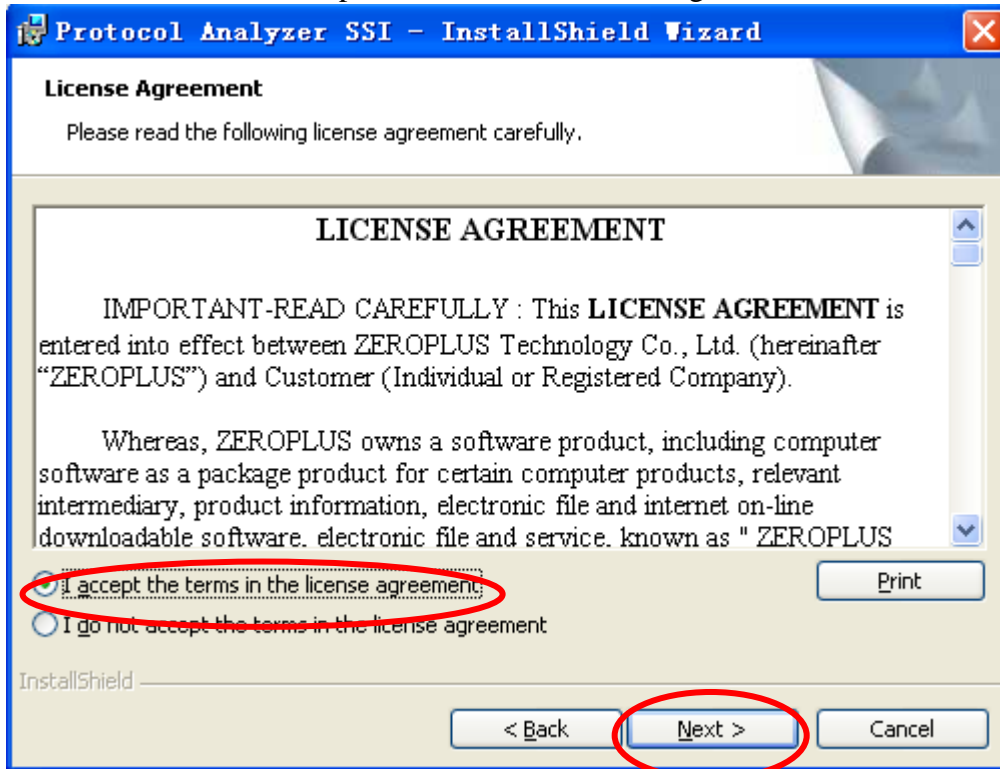 Protocol Analyzer SSI - InstallShield Wizard
License Agreement
Please read the following license agreement carefully.
LICENSE AGREEMENT
IMPORTANT-READ CAREFULLY : This LICENSE AGREEMENT is
entered into effect between ZEROPLUS Technology Co., Ltd. (hereinafter
“ZEROPLUS”) and Customer (Individual or Registered Company).
Whereas, ZEROPLUS owns a software product, including computer
software as a package product for certain computer products, relevant
intermediary, product information, electronic file and internet on-line
downloadable software, electronic file and service, known as " ZEROPLUS
I accept the terms in the license agreement
Print
I do not accept the terms in the license agreement
InstallShield
< Back
Next >
Cancel